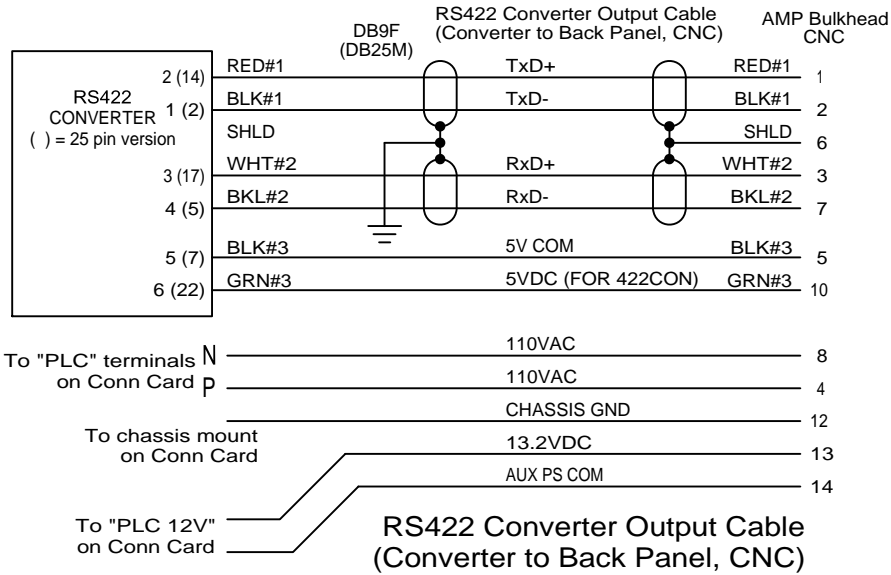 RS422 Converter Output Cable
(Converter to Back Panel, CNC)
DB9F
(DB25M)
AMP Bulkhead
CNC
RS422
CONVERTER
( ) = 25 pin version
2 (14) RED#1 TxD+ RED#1 1
1 (2) BLK#1 TxD- BLK#1 2
SHLD SHLD 6
3 (17) WHT#2 RxD+ WHT#2 3
4 (5) BKL#2 RxD- BKL#2 7
5 (7) BLK#3 5V COM BLK#3 5
6 (22) GRN#3 5VDC (FOR 422CON) GRN#3 10
To "PLC" terminals
on Conn Card
N 110VAC 8
P 110VAC 4
CHASSIS GND 12
To chassis mount
on Conn Card
13.2VDC 13
AUX PS COM 14
To "PLC 12V"
on Conn Card
RS422 Converter Output Cable
(Converter to Back Panel, CNC)